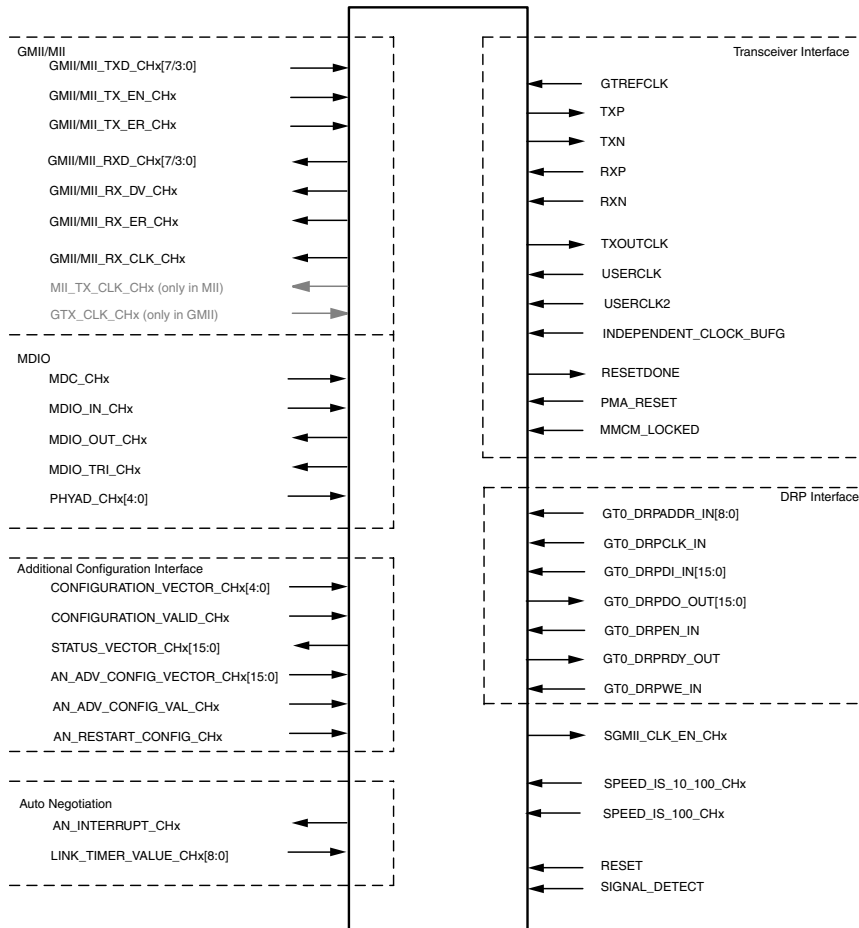 GMII/MII
GMII/MII_TXD_CHx[7/3:0]
GMII/MII_TX_EN_CHx
GMII/MII_TX_ER_CHx
GMII/MII_RXD_CHx[7/3:0]
GMII/MII_RX_DV_CHx
GMII/MII_RX_ER_CHx
GMII/MII_RX_CLK_CHx
MII_TX_CLK_CHx (only in MII)
GTX_CLK_CHx (only in GMII)
MDIO
MDC_CHx
MDIO_IN_CHx
MDIO_OUT_CHx
MDIO_TRI_CHx
PHYAD_CHx[4:0]
Additional Configuration Interface
CONFIGURATION_VECTOR_CHx[4:0]
CONFIGURATION_VALID_CHx
STATUS_VECTOR_CHx[15:0]
AN_ADV_CONFIG_VECTOR_CHx[15:0]
AN_ADV_CONFIG_VAL_CHx
AN_RESTART_CONFIG_CHx
Auto Negotiation
AN_INTERRUPT_CHx
LINK_TIMER_VALUE_CHx[8:0]
Transceiver Interface
GTREFCLK
TXP
TXN
RXP
RXN
TXOUTCLK
USERCLK
USERCLK2
INDEPENDENT_CLOCK_BUFG
RESETDONE
PMA_RESET
MMCM_LOCKED
DRP Interface
GT0_DRPADDR_IN[8:0]
GT0_DRPCLK_IN
GT0_DRPDI_IN[15:0]
GT0_DRPDO_OUT[15:0]
GT0_DRPEN_IN
GT0_DRPRDY_OUT
GT0_DRPWE_IN
SGMII_CLK_EN_CHx
SPEED_IS_10_100_CHx
SPEED_IS_100_CHx
RESET
SIGNAL_DETECT